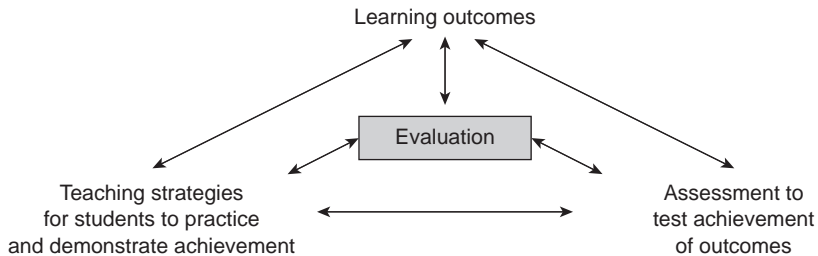 Learning outcomes
Evaluation
Teaching strategies
for students to practice
and demonstrate achievement
Assessment to
test achievement
of outcomes